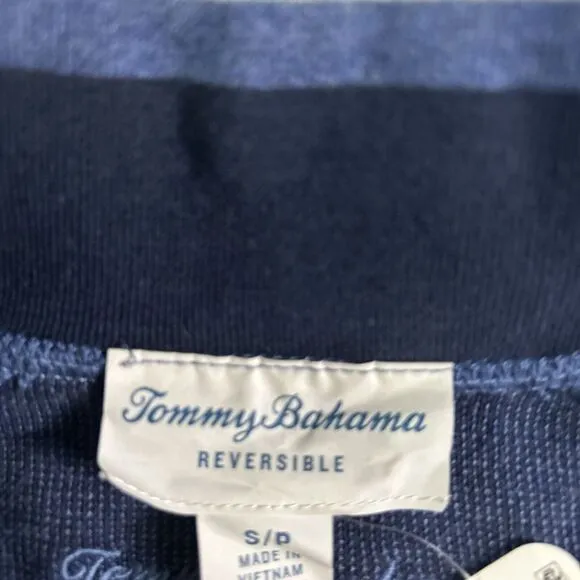 Tommy Bahama
REVERSIBLE
S/P
MADE IN
VIETNAM